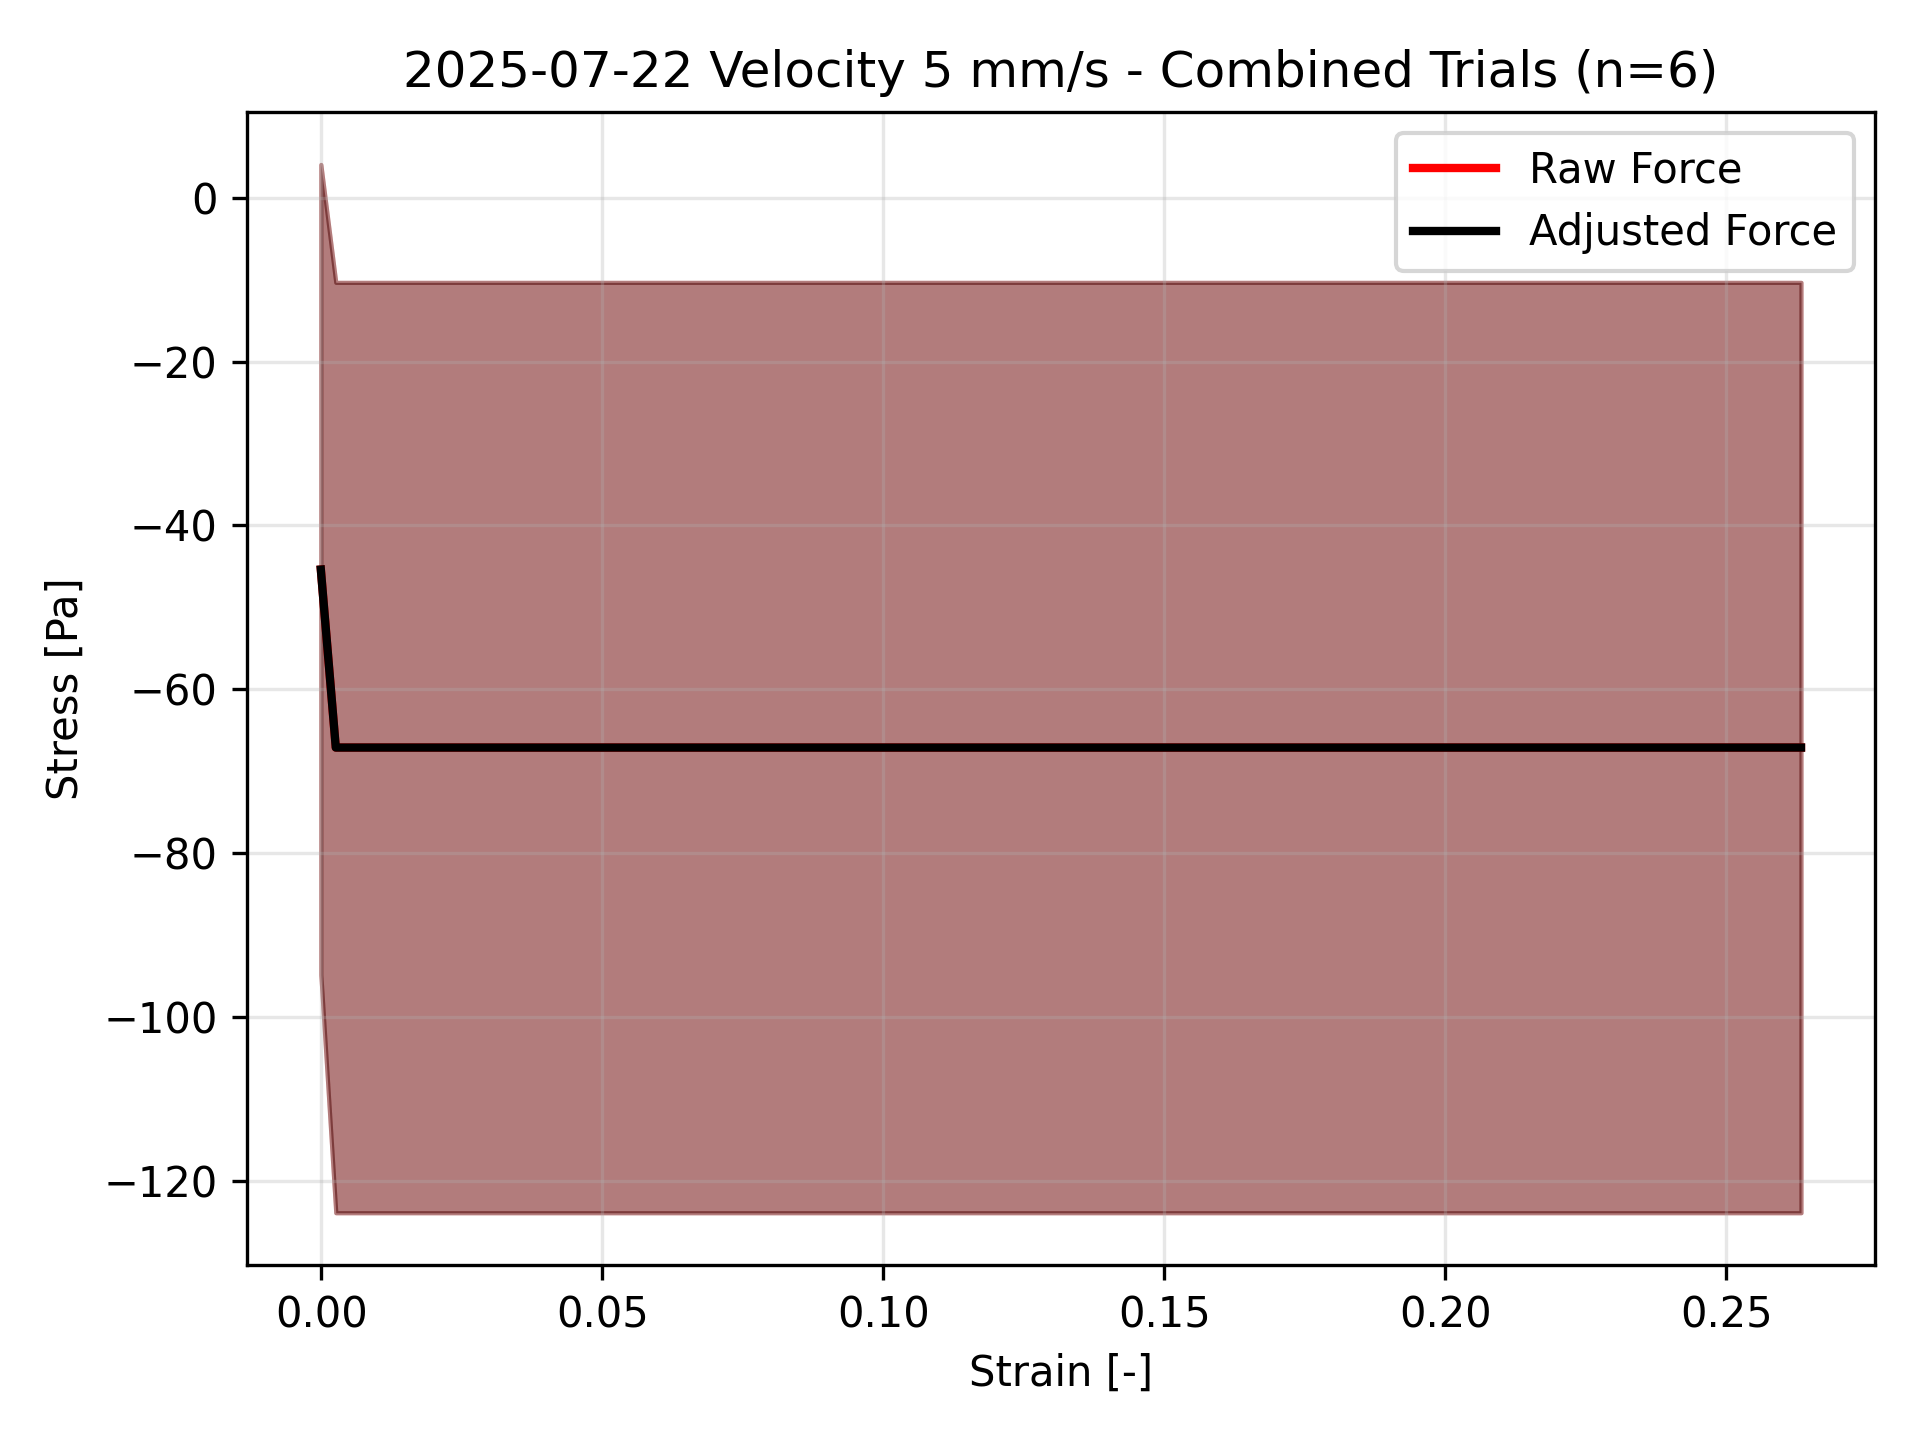 2025-07-22 Velocity 5 mm/s - Combined Trials (n=6)
Raw Force
Adjusted Force
0
−20
−40
−60
−80
−100
−120
Stress [Pa]
0.00 0.05 0.10 0.15 0.20 0.25
Strain [-]